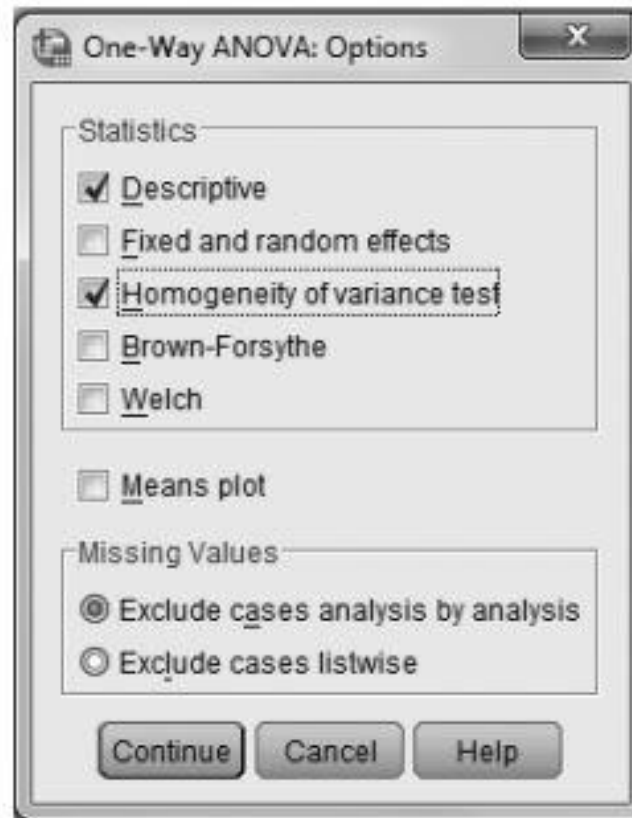 One-Way ANOVA: Options
Statistics
Descriptive
Fixed and random effects
Homogeneity of variance test
Brown-Forsythe
Welch
Means plot
Missing Values
Exclude cases analysis by analysis
Exclude cases listwise
Continue Cancel Help